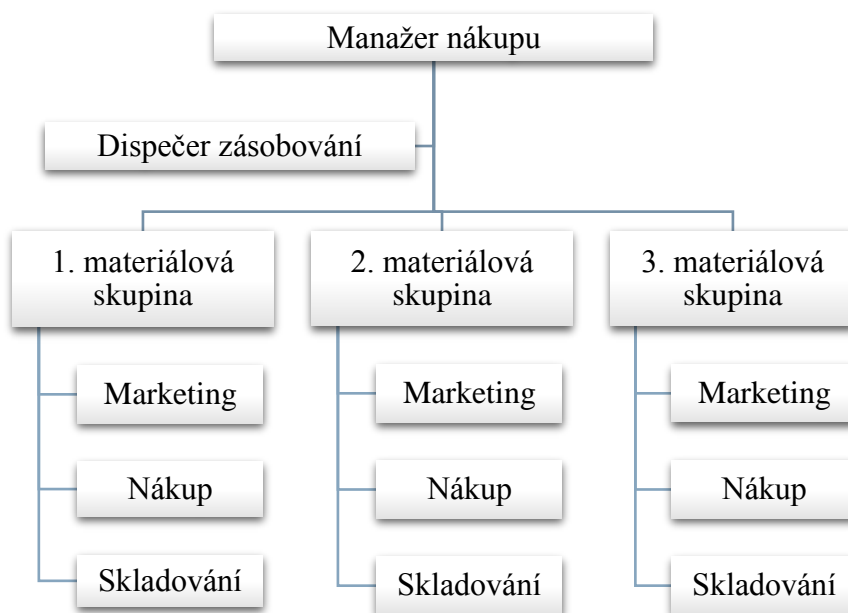 Manažer nákupu
Dispečer zásobování
1. materiálová
skupina
2. materiálová
skupina
3. materiálová
skupina
Marketing
Marketing
Marketing
Nákup
Nákup
Nákup
Skladování
Skladování
Skladování